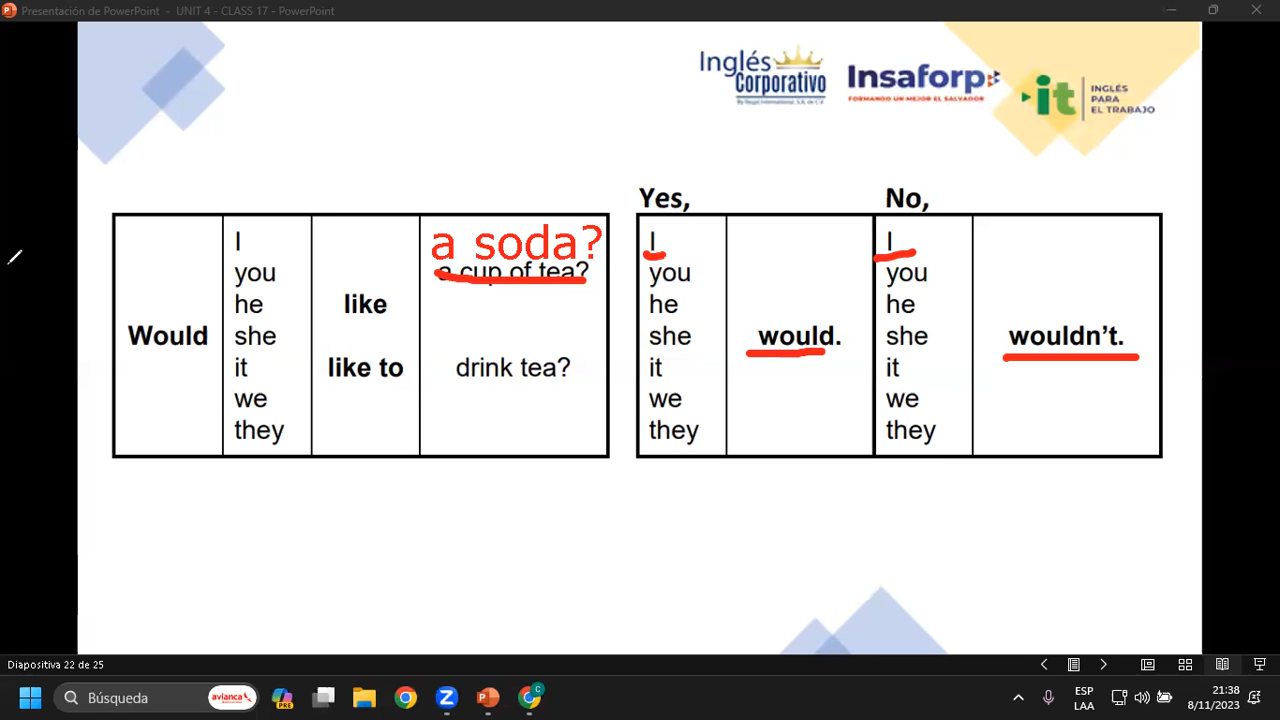 Presentación de PowerPoint - UNIT 4 - CLASS 17 - PowerPoint
Inglés
Corporativo
Insaforp
FORMANDO UN MEJOR EL SALVADOR
it
INGLÉS
PARA
EL TRABAJO
Yes,
No,
Would
I
you
he
she
it
we
they
like
like to
a soda?
a cup of tea?
drink tea?
I
you
he
she
it
we
they
would.
I
you
he
she
it
we
they
wouldn't.
Diapositiva 22 de 25
Búsqueda
avianca
PRE
C
ESP
LAA
21:38
8/11/2023